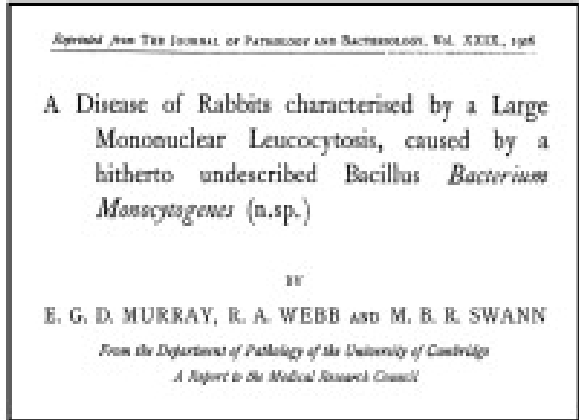 Reprinted from THE JOURNAL OF PATHOLOGY AND BACTERIOLOGY, Vol. XXIX., 1926
A Disease of Rabbits characterised by a Large
Mononuclear Leucocytosis, caused by a
hitherto undescribed Bacillus Bacterium
Monocytogenes (n.sp.)
BY
E. G. D. MURRAY, R. A. WEBB AND M. B. R. SWANN
From the Department of Pathology of the University of Cambridge
A Report to the Medical Research Council